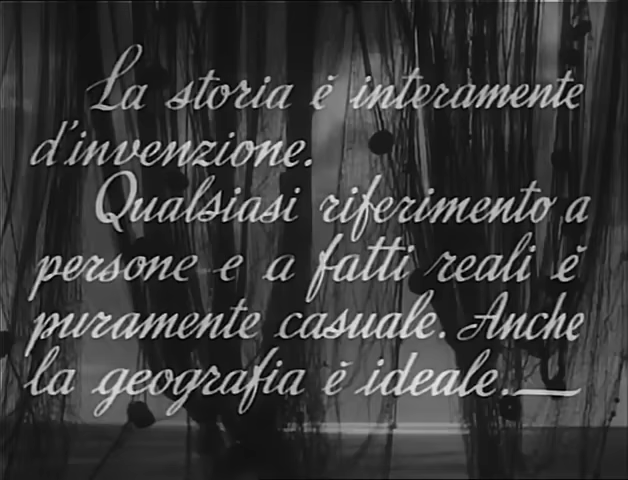 La storia è interamente
d'invenzione.
Qualsiasi riferimento a
persone e a fatti reali è
puramente casuale. Anche
la geografia è ideale.